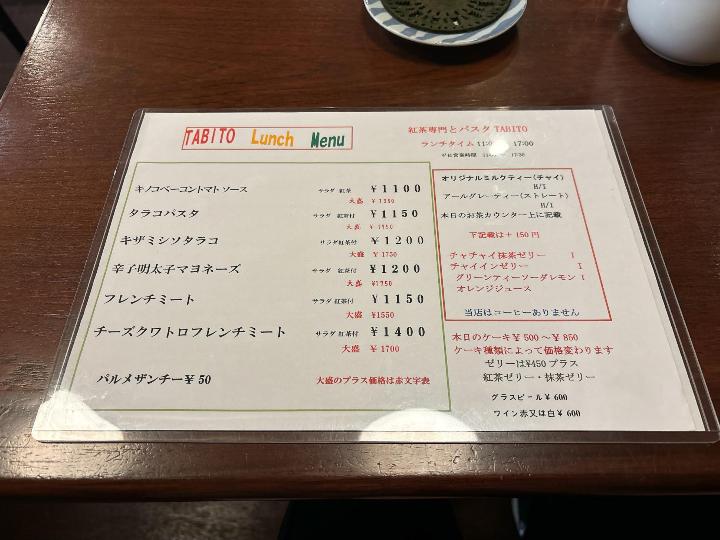 TABITO Lunch Menu
紅茶専門とパスタ TABITO
ランチタイム 17:00
平日営業時間 17:30
キノコベーコントマト ソース サラダ 紅茶 ¥1100
大盛
タラコパスタ サラダ 紅茶付 ¥1150
大盛
キザミシソタラコ サラダ紅茶付 ¥1200
大盛 ¥1750
辛子明太子マヨネーズ サラダ 紅茶付 ¥1200
大盛 ¥1750
フレンチミート サラダ 紅茶付 ¥1150
大盛 ¥1550
チーズクワトロフレンチミート サラダ 紅茶付 ¥1400
大盛 ¥1700
パルメザンチー¥50 大盛のプラス価格は赤文字表
オリジナルミルクティー(チャイ)
H/I
アールグレーティー(ストレート)
H/I
本日のお茶カウンター上に記載
下記載は+150円
チャチャイ抹茶ゼリー I
チャイインゼリー I
グリーンティーソーダレモン I
オレンジジュース
当店はコーヒーありません
本日のケーキ¥500～¥850
ケーキ種類によって価格変わります
ゼリーは¥450プラス
紅茶ゼリー・抹茶ゼリー
グラスビール¥600
ワイン赤又は白¥600